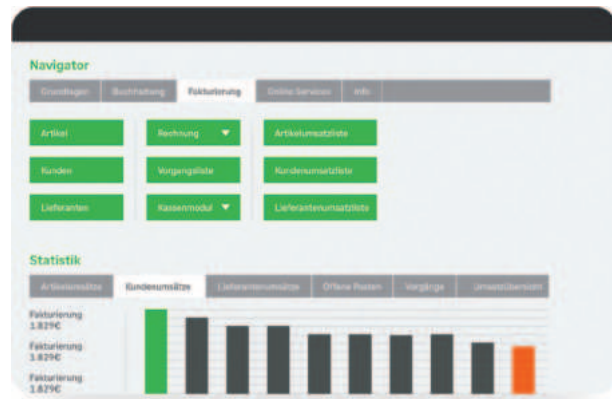 Navigator
Grundlagen Buchhaltung Fakturierung Online Services Info
Artikel Rechnung Artikelumsatzliste
Kunden Vorgangsliste Kundenumsatzliste
Lieferanten Kassenmodul Lieferantenumsatzliste
Statistik
Artikelumsätze Kundenumsätze Lieferantenumsätze Offene Posten Vorgänge Umsatzübersicht
Fakturierung
1.829€
Fakturierung
1.829€
Fakturierung
1.829€